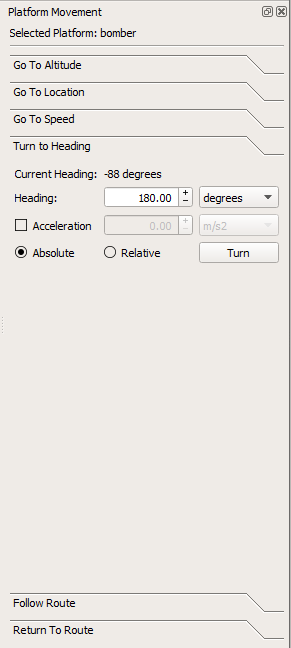 Platform Movement
Selected Platform: bomber
Go To Altitude
Go To Location
Go To Speed
Turn to Heading
Current Heading: -88 degrees
Heading: 180.00 degrees
Acceleration 0.00 m/s2
Absolute Relative Turn
Follow Route
Return To Route